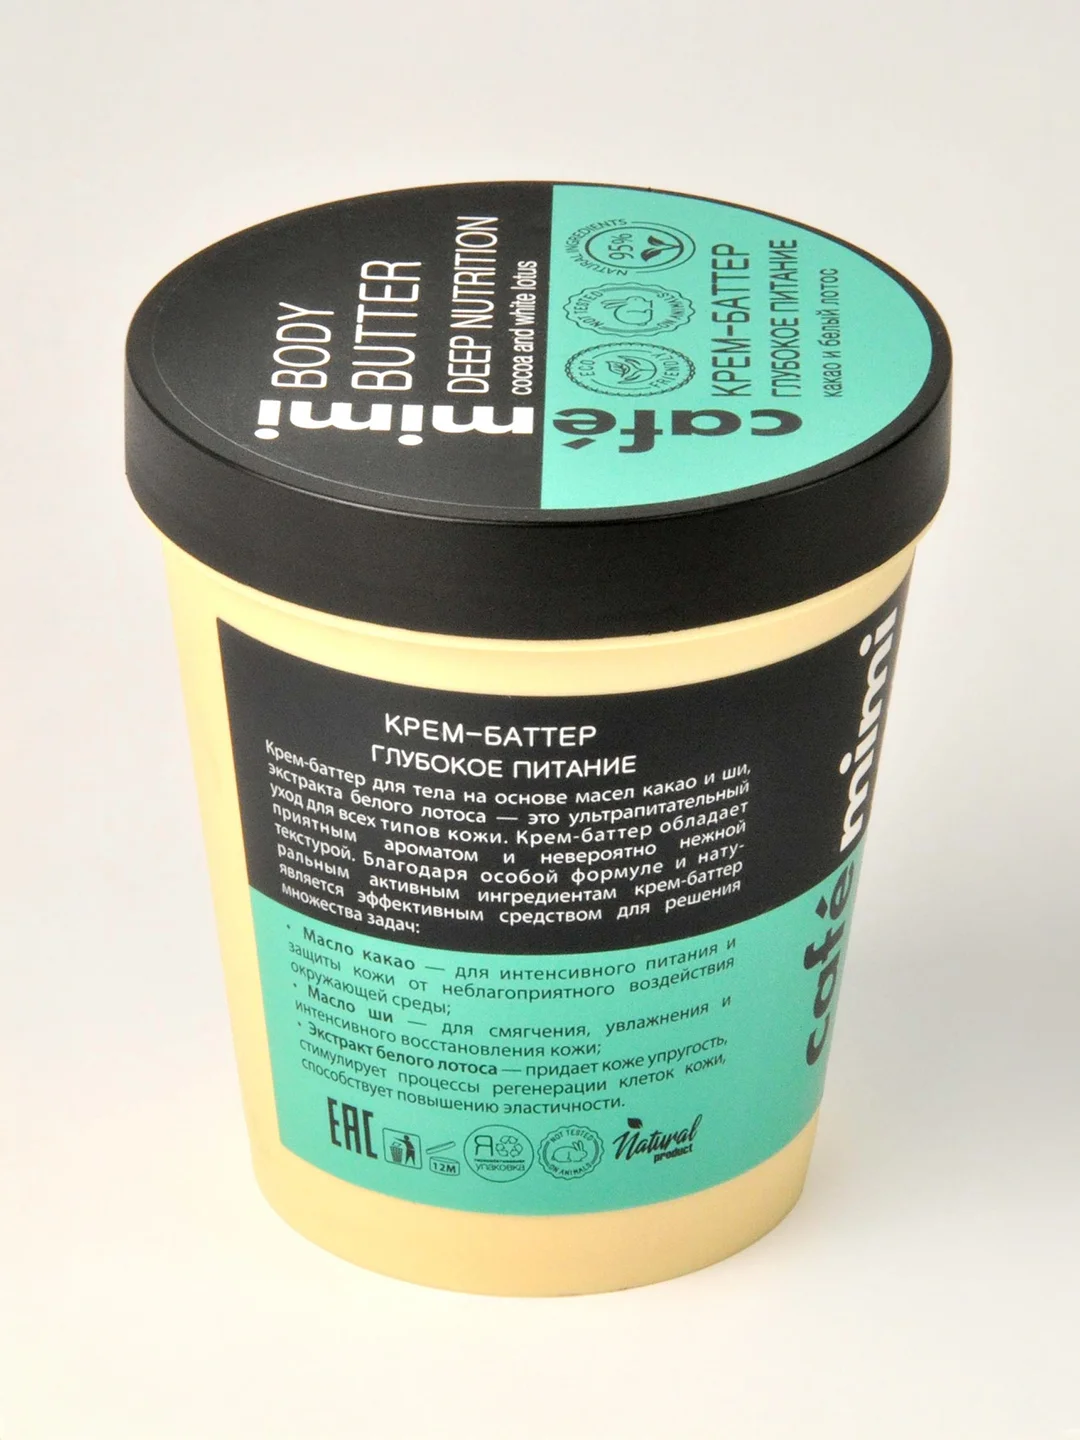 BODY
BUTTER
DEEP NUTRITION
cocoa and white lotus
mimi
café
NATURAL INGREDIENTS
95%
NOT TESTED
ON ANIMALS
ECO
FRIENDLY
КРЕМ-БАТТЕР
ГЛУБОКОЕ ПИТАНИЕ
какао и белый лотос
КРЕМ-БАТТЕР
ГЛУБОКОЕ ПИТАНИЕ
Крем-баттер для тела на основе масел какао и ши,
экстракта белого лотоса — это ультрапитательный
уход для всех типов кожи. Крем-баттер обладает
приятным ароматом и невероятно нежной
текстурой. Благодаря особой формуле и нату-
ральным активным ингредиентам крем-баттер
является эффективным средством для решения
множества задач:
• Масло какао — для интенсивного питания и
защиты кожи от неблагоприятного воздействия
окружающей среды;
• Масло ши — для смягчения, увлажнения и
интенсивного восстановления кожи;
• Экстракт белого лотоса — придает коже упругость,
стимулирует процессы регенерации клеток кожи,
способствует повышению эластичности.
EAC
12M
Я
упаковка
NOT TESTED
ON ANIMALS
Natural
product
café mimi